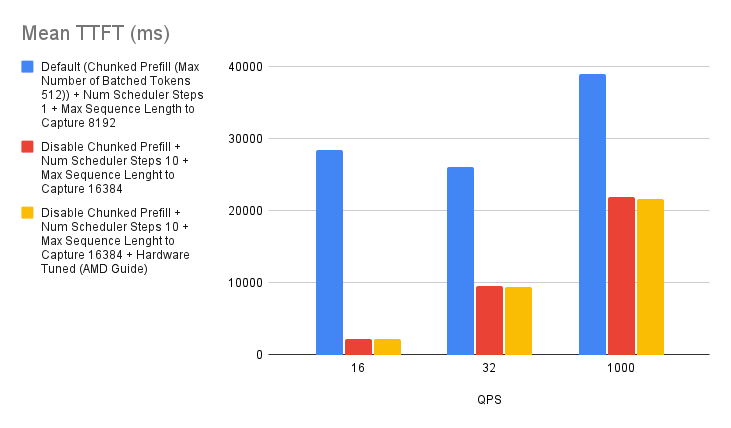 Mean TTFT (ms)
Default (Chunked Prefill (Max
Number of Batched Tokens
512)) + Num Scheduler Steps
1 + Max Sequence Length to
Capture 8192
Disable Chunked Prefill +
Num Scheduler Steps 10 +
Max Sequence Lenght to
Capture 16384
Disable Chunked Prefill +
Num Scheduler Steps 10 +
Max Sequence Lenght to
Capture 16384 + Hardware
Tuned (AMD Guide)
40000
30000
20000
10000
0
16
32
1000
QPS